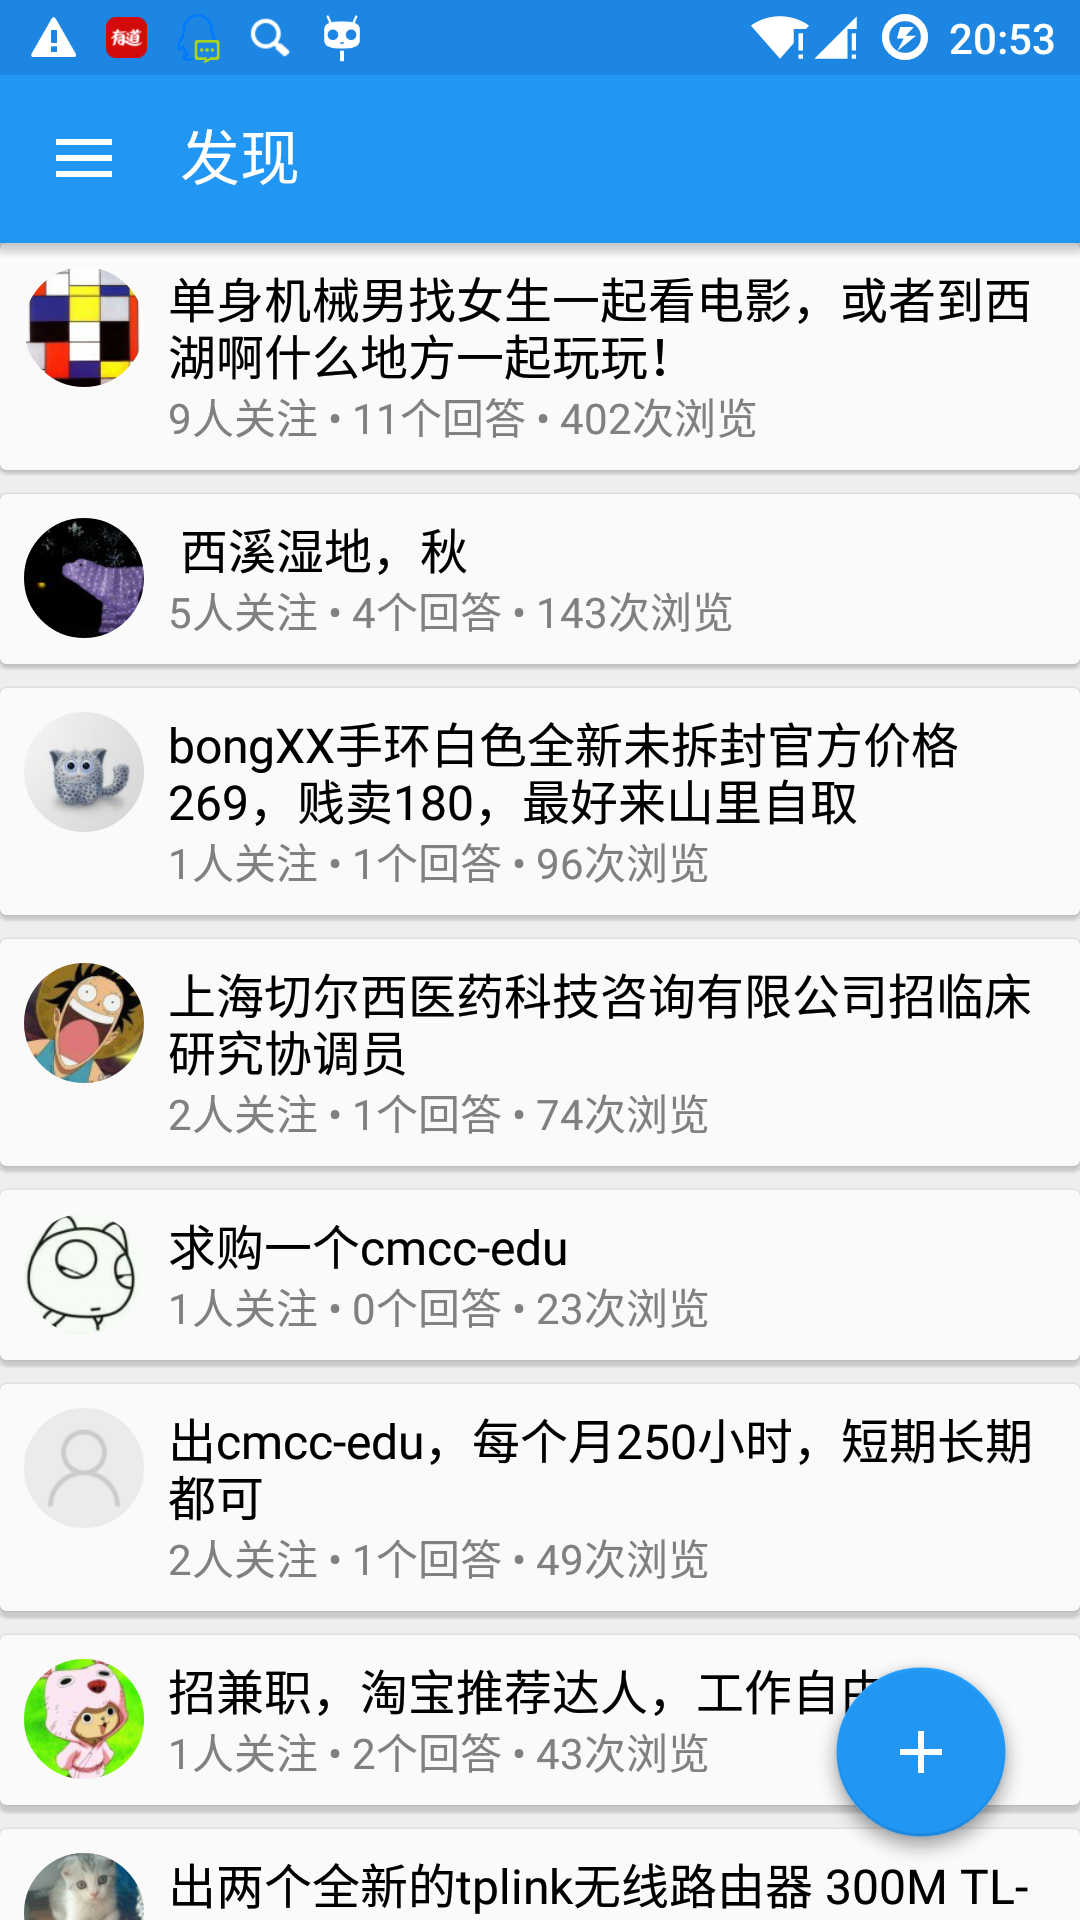 有道
20:53
发现
单身机械男找女生一起看电影，或者到西
湖啊什么地方一起玩玩！
9人关注 • 11个回答 • 402次浏览
西溪湿地，秋
5人关注 • 4个回答 • 143次浏览
bongXX手环白色全新未拆封官方价格
269，贱卖180，最好来山里自取
1人关注 • 1个回答 • 96次浏览
上海切尔西医药科技咨询有限公司招临床
研究协调员
2人关注 • 1个回答 • 74次浏览
求购一个cmcc-edu
1人关注 • 0个回答 • 23次浏览
出cmcc-edu，每个月250小时，短期长期
都可
2人关注 • 1个回答 • 49次浏览
招兼职，淘宝推荐达人，工作自由
1人关注 • 2个回答 • 43次浏览
出两个全新的tplink无线路由器 300M TL-